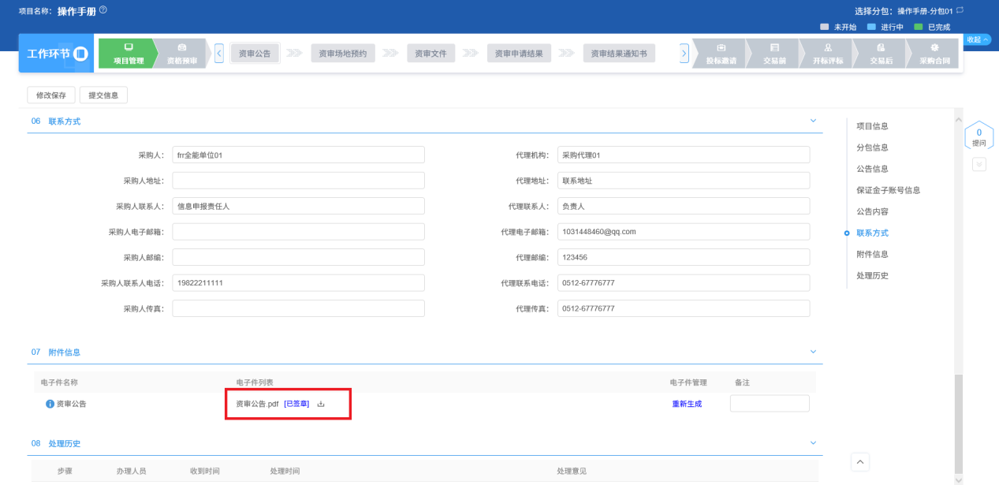 项目名称: 操作手册
选择分包: 操作手册-分包01
未开始 进行中 已完成
工作环节 项目管理 资格预审 资审公告 资审场地预约 资审文件 资审申请结果 资审结果通知书 投标邀请 交易前 开标评标 交易后 采购合同 收起
修改保存 提交信息
06 联系方式
采购人: frr全能单位01 代理机构: 采购代理01
采购人地址: 代理地址: 联系地址
采购人联系人: 信息申报责任人 代理联系人: 负责人
采购人电子邮箱: 代理电子邮箱: 1031448460@qq.com
采购人邮编: 代理邮编: 123456
采购人联系人电话: 19822211111 代理联系电话: 0512-67776777
采购人传真: 代理传真: 0512-67776777
07 附件信息
电子件名称 电子件列表 电子件管理 备注
资审公告 资审公告.pdf [已签章] 重新生成
08 处理历史
步骤 办理人员 收到时间 处理时间 处理意见
项目信息
分包信息
公告信息
保证金子账号信息
公告内容
联系方式
附件信息
处理历史
0
提问